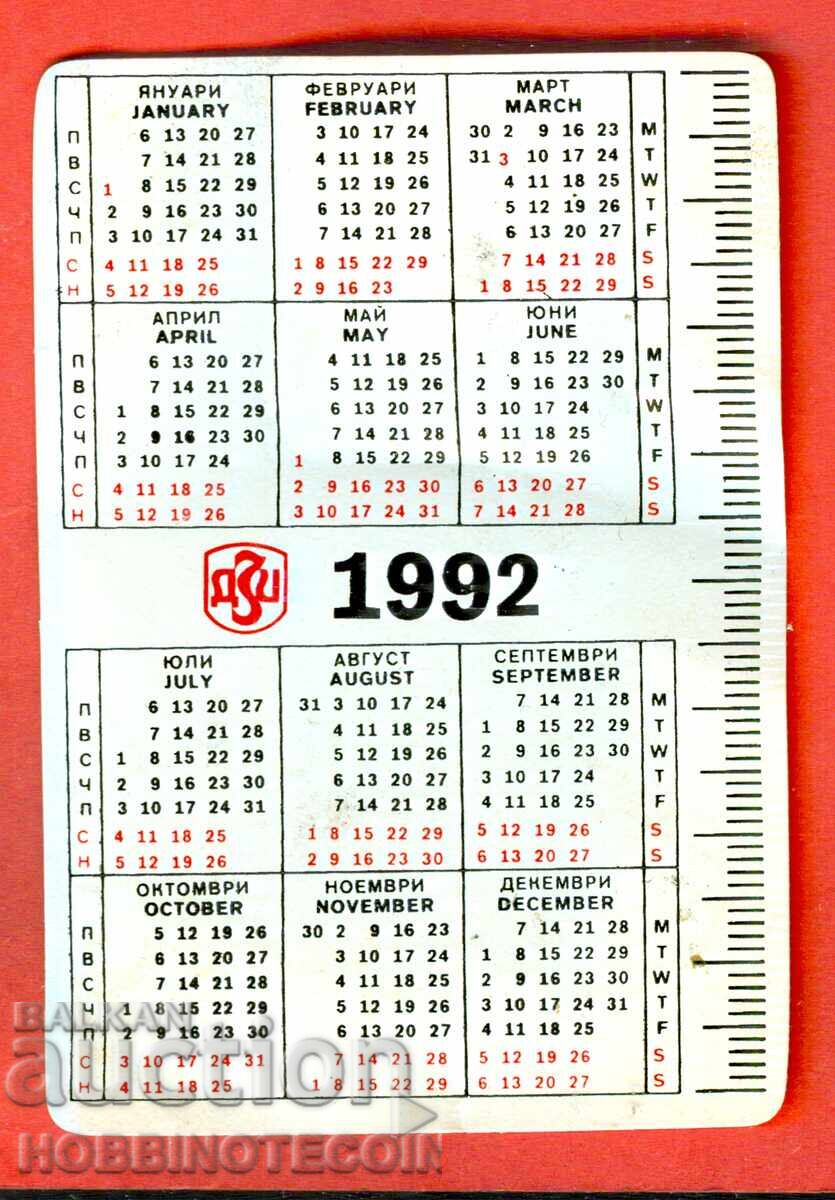 ЯНУАРИ ФЕВРУАРИ МАРТ
JANUARY FEBRUARY MARCH
П 6 13 20 27 3 10 17 24 30 2 9 16 23 M
В 7 14 21 28 4 11 18 25 31 3 10 17 24 T
С 1 8 15 22 29 5 12 19 26 4 11 18 25 W
Ч 2 9 16 23 30 6 13 20 27 5 12 19 26 T
П 3 10 17 24 31 7 14 21 28 6 13 20 27 F
С 4 11 18 25 1 8 15 22 29 7 14 21 28 S
Н 5 12 19 26 2 9 16 23 1 8 15 22 29 S
АПРИЛ МАЙ ЮНИ
APRIL MAY JUNE
П 6 13 20 27 4 11 18 25 1 8 15 22 29 M
В 7 14 21 28 5 12 19 26 2 9 16 23 30 T
С 1 8 15 22 29 6 13 20 27 3 10 17 24 W
Ч 2 9 16 23 30 7 14 21 28 4 11 18 25 T
П 3 10 17 24 1 8 15 22 29 5 12 19 26 F
С 4 11 18 25 2 9 16 23 30 6 13 20 27 S
Н 5 12 19 26 3 10 17 24 31 7 14 21 28 S
ДЗИ 1992
ЮЛИ АВГУСТ СЕПТЕМВРИ
JULY AUGUST SEPTEMBER
П 6 13 20 27 31 3 10 17 24 7 14 21 28 M
В 7 14 21 28 4 11 18 25 1 8 15 22 29 T
С 1 8 15 22 29 5 12 19 26 2 9 16 23 30 W
Ч 2 9 16 23 30 6 13 20 27 3 10 17 24 T
П 3 10 17 24 31 7 14 21 28 4 11 18 25 F
С 4 11 18 25 1 8 15 22 29 5 12 19 26 S
Н 5 12 19 26 2 9 16 23 30 6 13 20 27 S
ОКТОМВРИ НОЕМВРИ ДЕКЕМВРИ
OCTOBER NOVEMBER DECEMBER
П 5 12 19 26 30 2 9 16 23 7 14 21 28 M
В 6 13 20 27 3 10 17 24 1 8 15 22 29 T
С 7 14 21 28 4 11 18 25 2 9 16 23 30 W
Ч 1 8 15 22 29 5 12 19 26 3 10 17 24 31 T
П 2 9 16 23 30 6 13 20 27 4 11 18 25 F
С 3 10 17 24 31 7 14 21 28 5 12 19 26 S
Н 4 11 18 25 1 8 15 22 29 6 13 20 27 S
BALKAN
auction
HOBBINOTECOIN